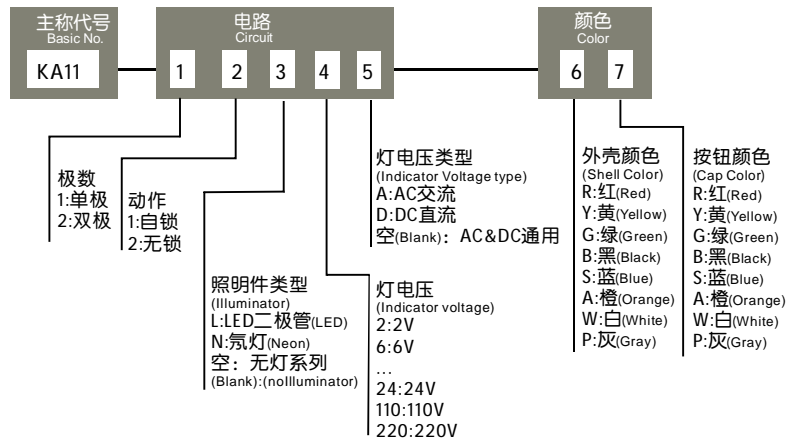 主称代号
Basic No.
KA11
电路
Circuit
1 2 3 4 5
颜色
Color
6 7
极数
1:单极
2:双极
动作
1:自锁
2:无锁
照明件类型
(Illuminator)
L:LED二极管(LED)
N:氖灯(Neon)
空：无灯系列
(Blank):(noIlluminator)
灯电压
(Indicator voltage)
2:2V
6:6V
...
24:24V
110:110V
220:220V
灯电压类型
(Indicator Voltage type)
A:AC交流
D:DC直流
空(Blank)：AC&DC通用
外壳颜色
(Shell Color)
R:红(Red)
Y:黄(Yellow)
G:绿(Green)
B:黑(Black)
S:蓝(Blue)
A:橙(Orange)
W:白(White)
P:灰(Gray)
按钮颜色
(Cap Color)
R:红(Red)
Y:黄(Yellow)
G:绿(Green)
B:黑(Black)
S:蓝(Blue)
A:橙(Orange)
W:白(White)
P:灰(Gray)